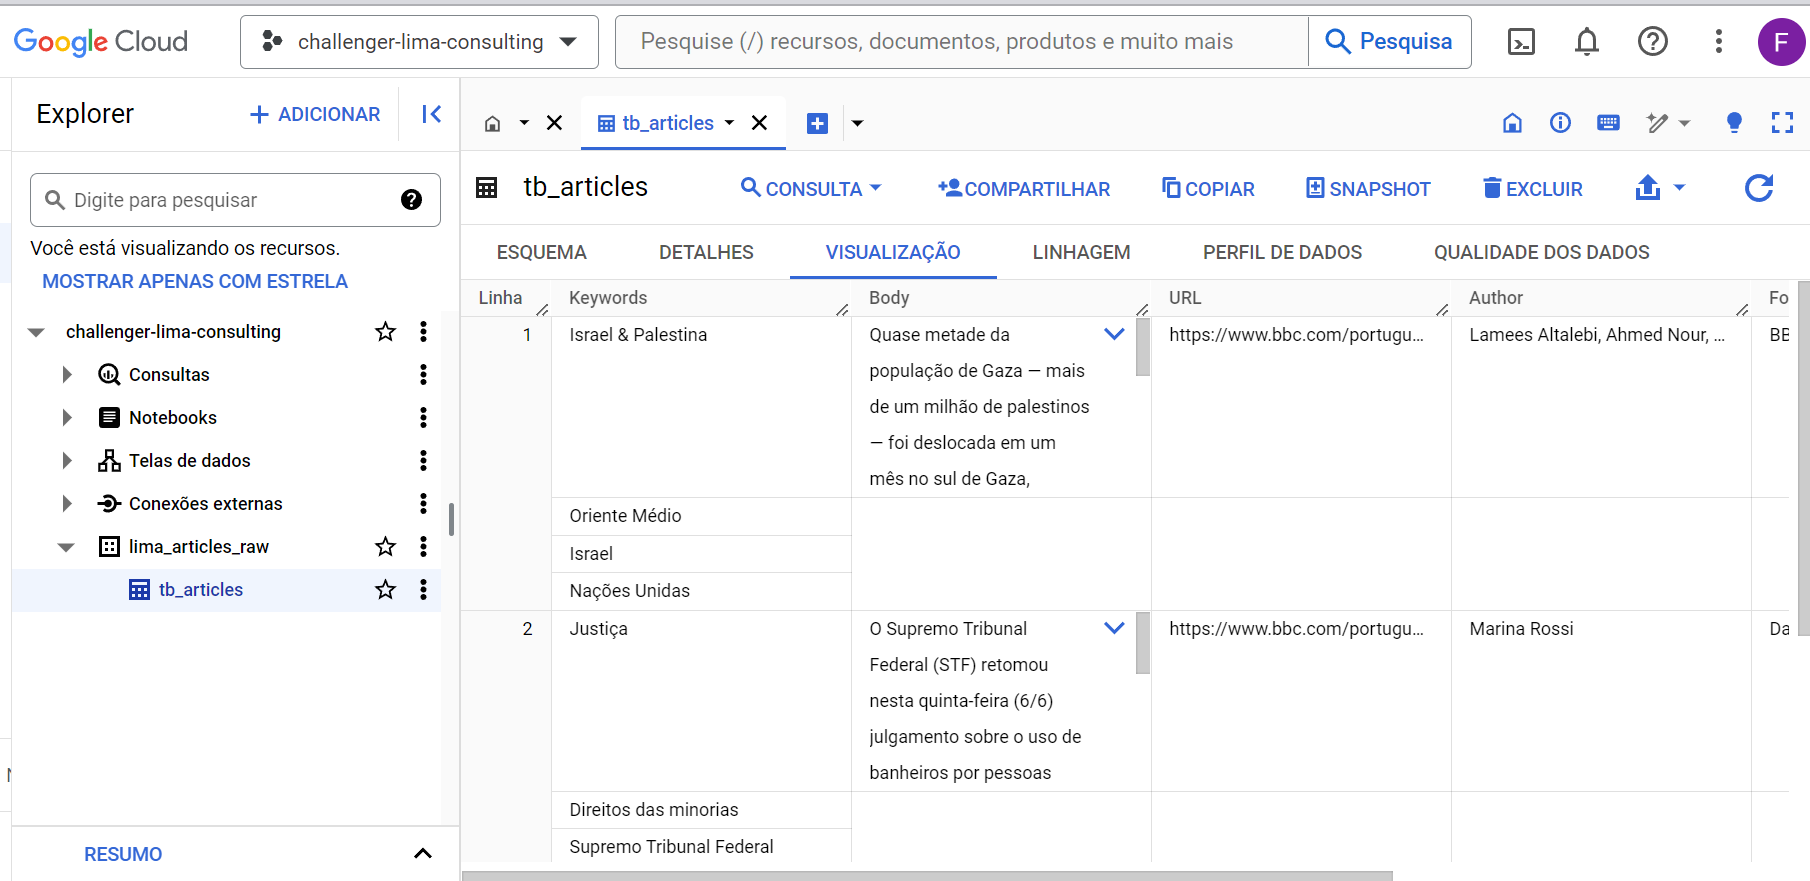 Google Cloud
challenger-lima-consulting
Pesquise (/) recursos, documentos, produtos e muito mais
Pesquisa
F
Explorer
ADICIONAR
Digite para pesquisar
Você está visualizando os recursos.
MOSTRAR APENAS COM ESTRELA
challenger-lima-consulting
Consultas
Notebooks
Telas de dados
Conexões externas
lima_articles_raw
tb_articles
RESUMO
tb_articles
tb_articles
CONSULTA
COMPARTILHAR
COPIAR
SNAPSHOT
EXCLUIR
ESQUEMA
DETALHES
VISUALIZAÇÃO
LINHAGEM
PERFIL DE DADOS
QUALIDADE DOS DADOS
Linha
Keywords
Body
URL
Author
Fo
1
Israel & Palestina
Quase metade da
população de Gaza — mais
de um milhão de palestinos
— foi deslocada em um
mês no sul de Gaza,
https://www.bbc.com/portugu...
Lamees Altalebi, Ahmed Nour, ...
BB
Oriente Médio
Israel
Nações Unidas
2
Justiça
O Supremo Tribunal
Federal (STF) retomou
nesta quinta-feira (6/6)
julgamento sobre o uso de
banheiros por pessoas
https://www.bbc.com/portugu...
Marina Rossi
Da
Direitos das minorias
Supremo Tribunal Federal